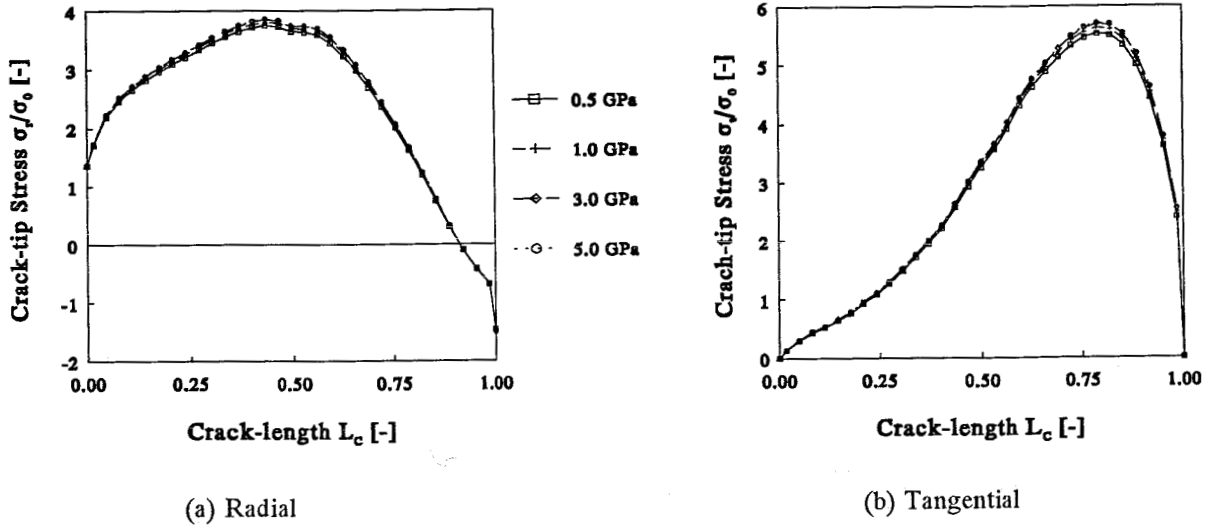 4
3
2
1
0
-1
-2
Crack-tip Stress σr/σ0 [-]
0.00 0.25 0.50 0.75 1.00
Crack-length Lc [-]
(a) Radial
0.5 GPa
1.0 GPa
3.0 GPa
5.0 GPa
6
5
4
3
2
1
0
Crach-tip Stress σt/σ0 [-]
0.00 0.25 0.50 0.75 1.00
Crack-length Lc [-]
(b) Tangential